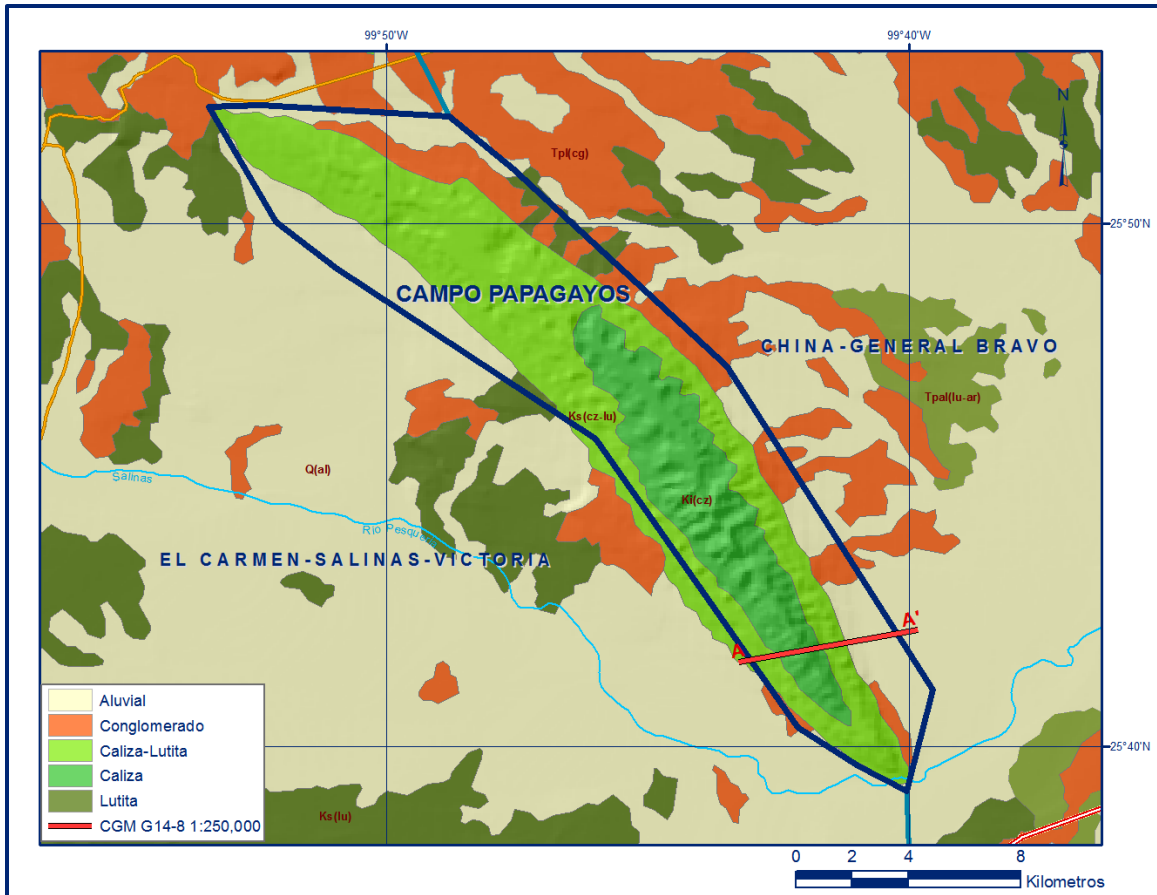 99°50'W
99°40'W
N
Tpl(cg)
25°50'N
CAMPO PAPAGAYOS
CHINA-GENERAL BRAVO
Tpal(lu-ar)
Ks(cz-lu)
Q(al)
Salinas
Ki(cz)
Río Pesquer
EL CARMEN-SALINAS-VICTORIA
A
A'
25°40'N
Aluvial
Conglomerado
Caliza-Lutita
Caliza
Lutita
CGM G14-8 1:250,000
Ks(lu)
0 2 4 8
Kilometros